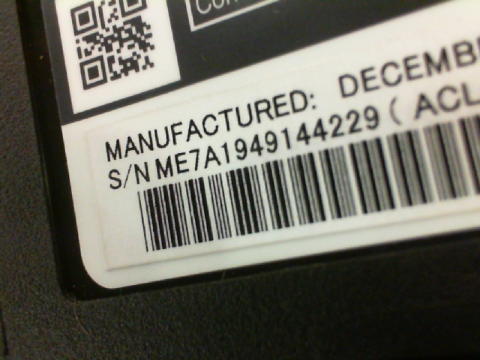 MANUFACTURED: DECEMB
S/N ME7A1949144229 ( ACL